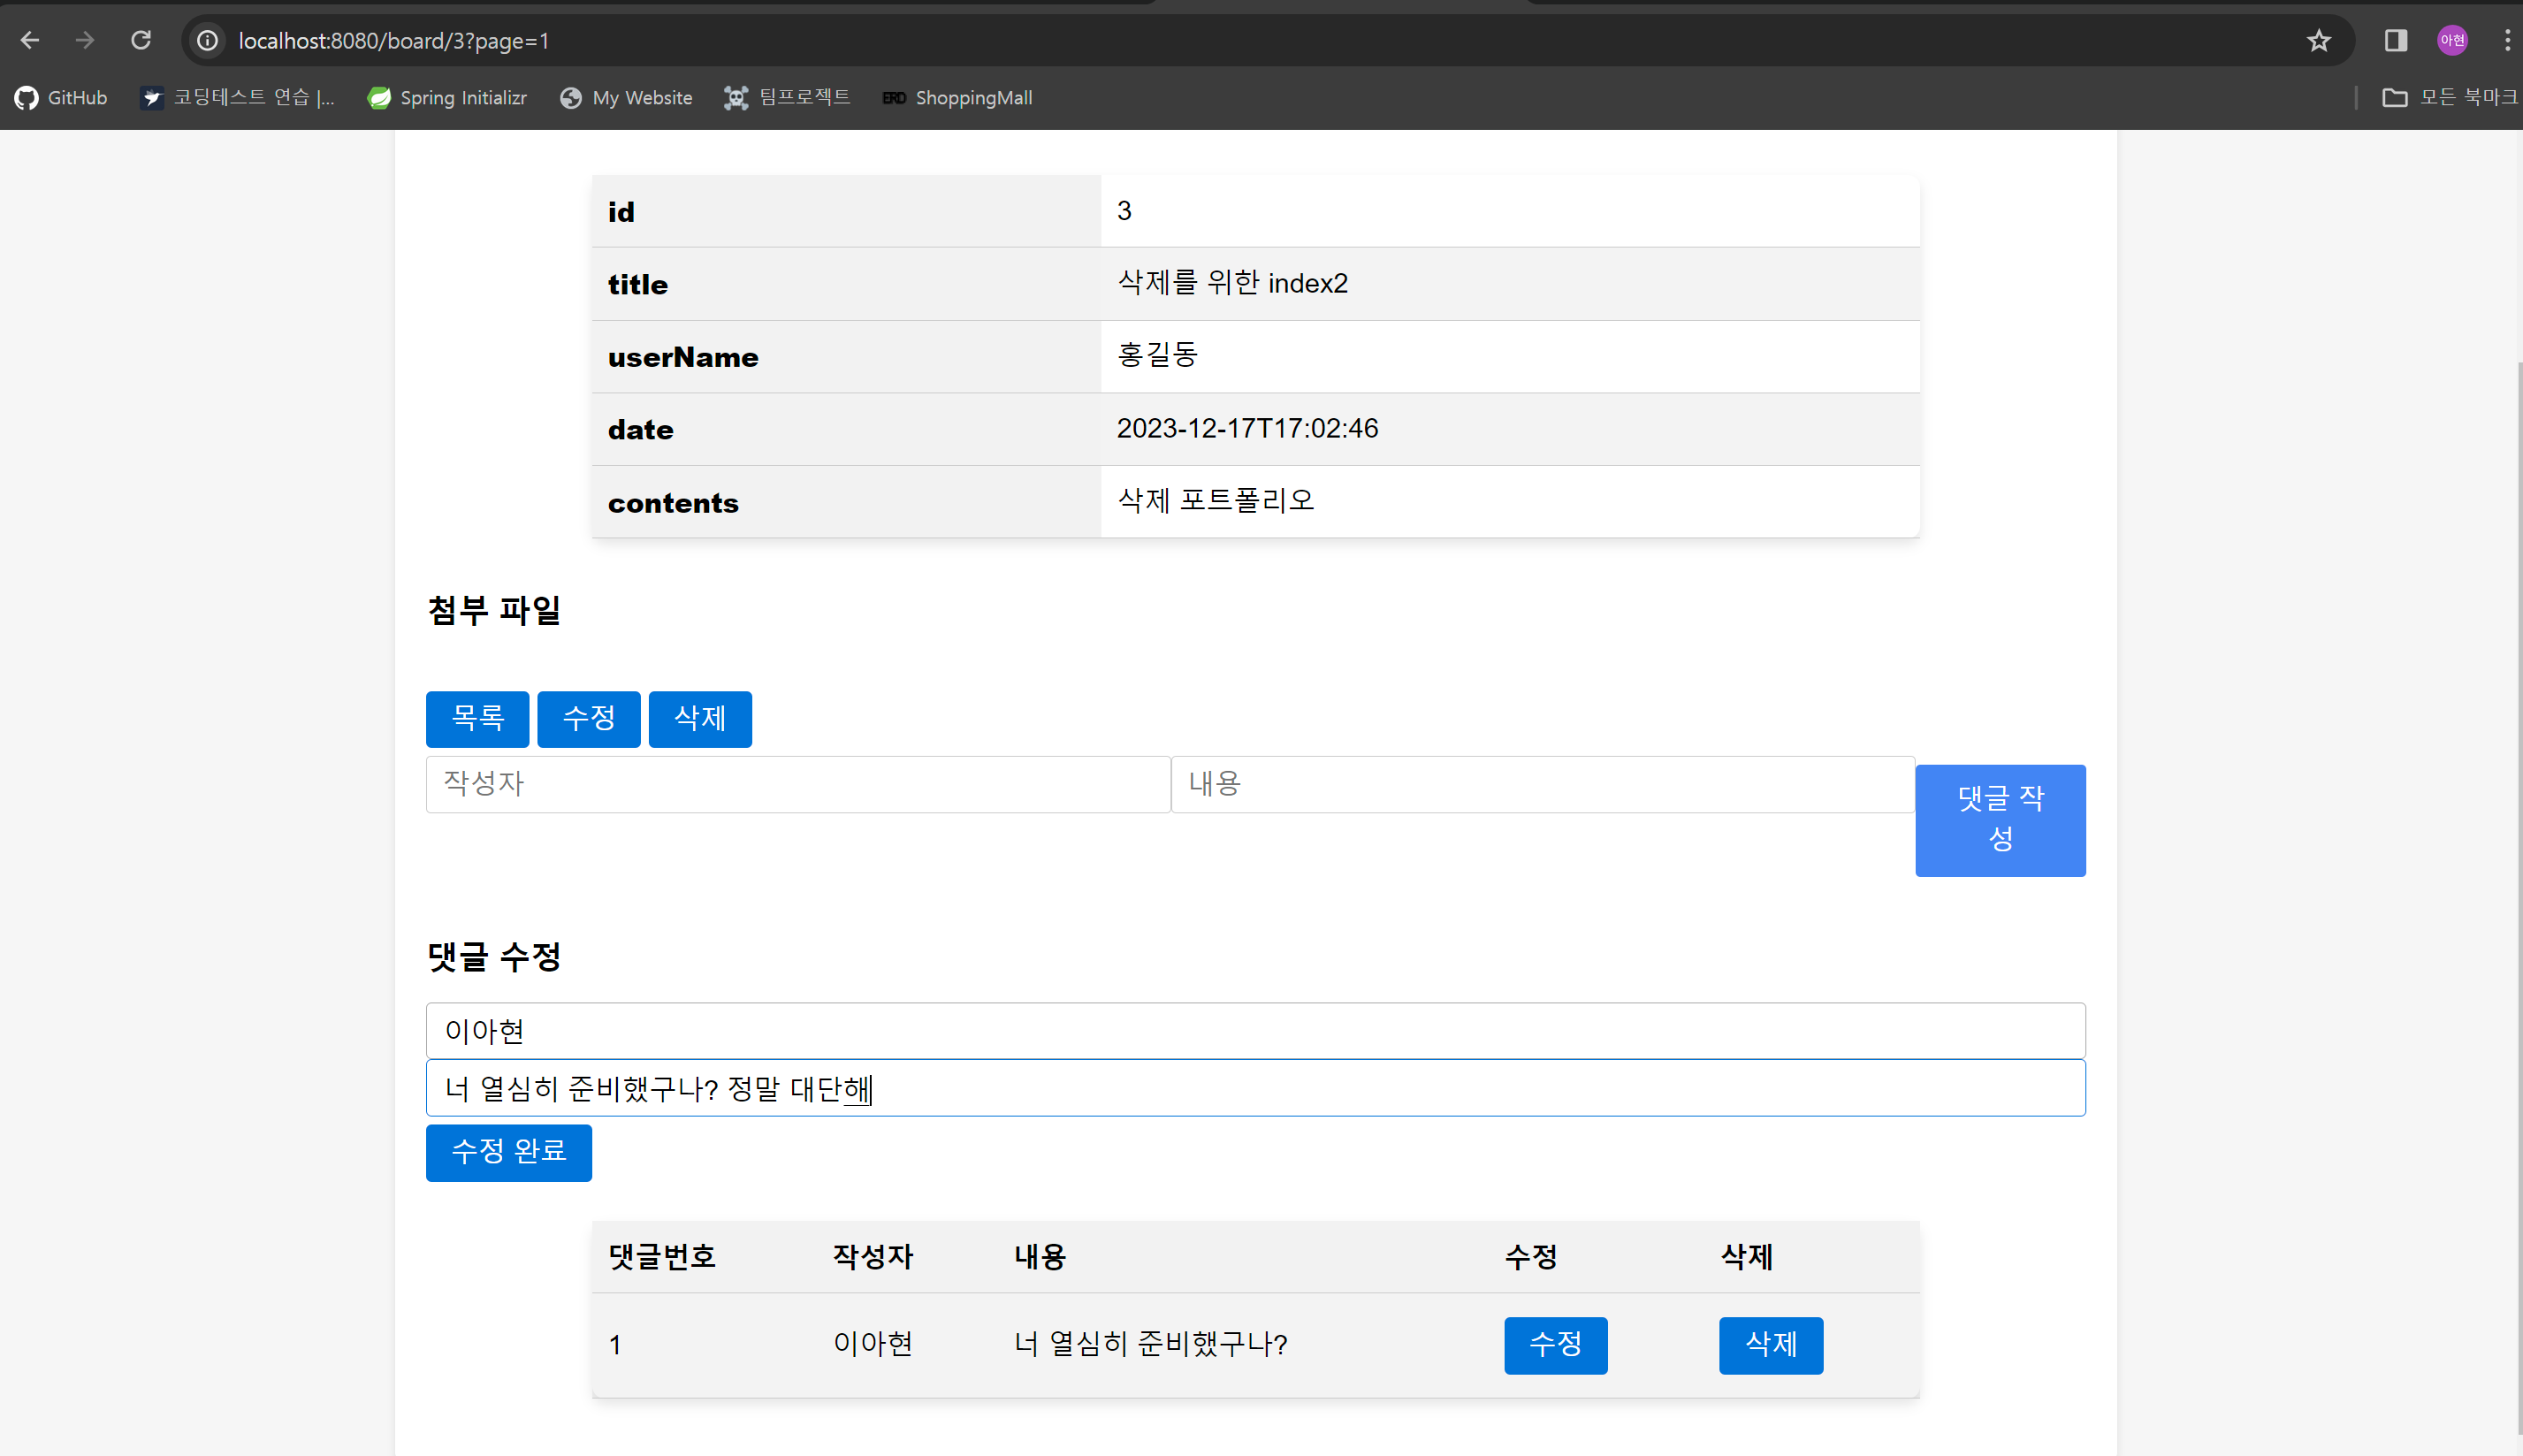 localhost:8080/board/3?page=1
아현
GitHub 코딩테스트 연습 |... Spring Initializr My Website 팀프로젝트 ERD ShoppingMall 모든 북마크
id 3
title 삭제를 위한 index2
userName 홍길동
date 2023-12-17T17:02:46
contents 삭제 포트폴리오
첨부 파일
목록 수정 삭제
작성자 내용 댓글 작
성
댓글 수정
이아현
너 열심히 준비했구나? 정말 대단해
수정 완료
댓글번호 작성자 내용 수정 삭제
1 이아현 너 열심히 준비했구나? 수정 삭제